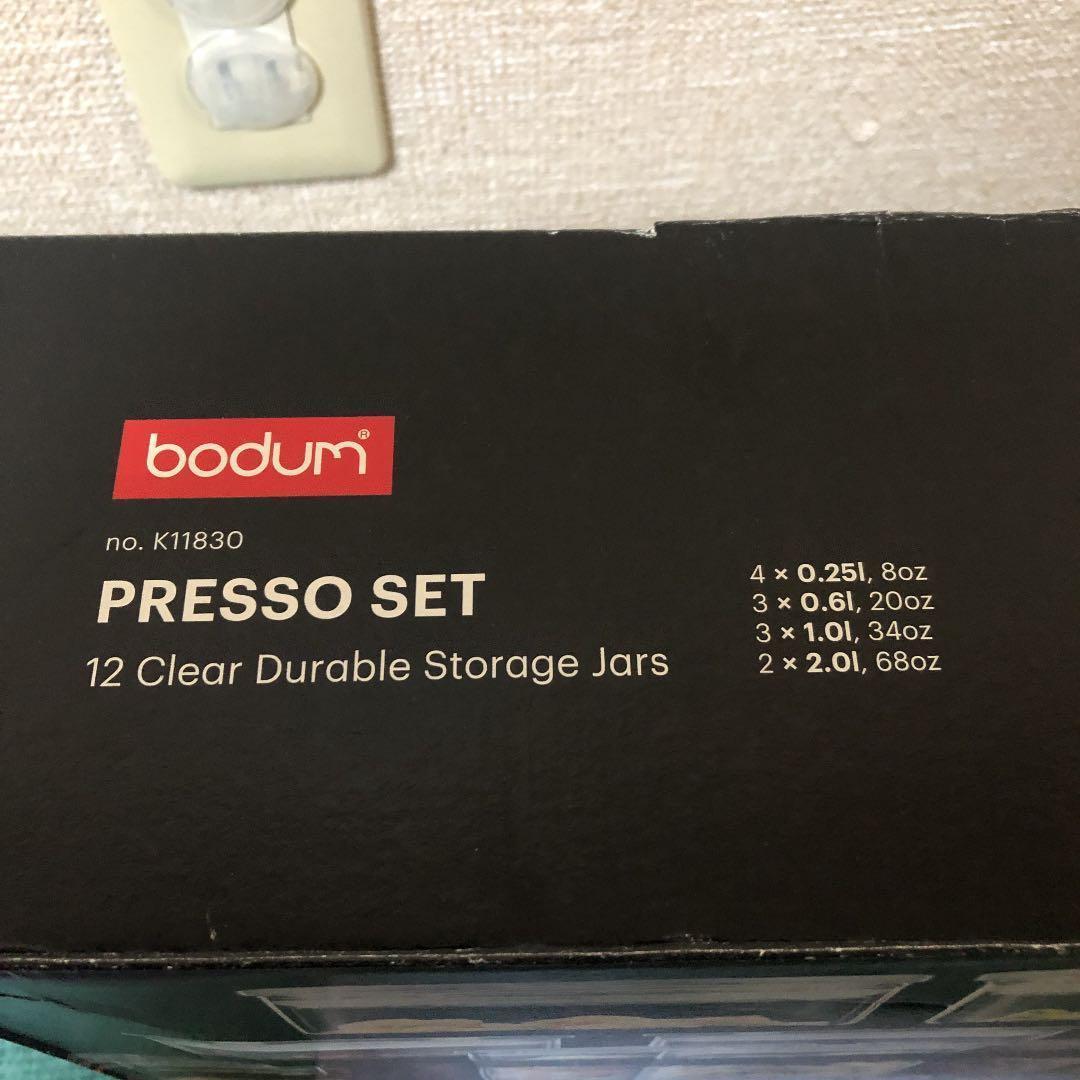 bodum®
no. K11830
PRESSO SET
12 Clear Durable Storage Jars
4 × 0.25l, 8oz
3 × 0.6l, 20oz
3 × 1.0l, 34oz
2 × 2.0l, 68oz